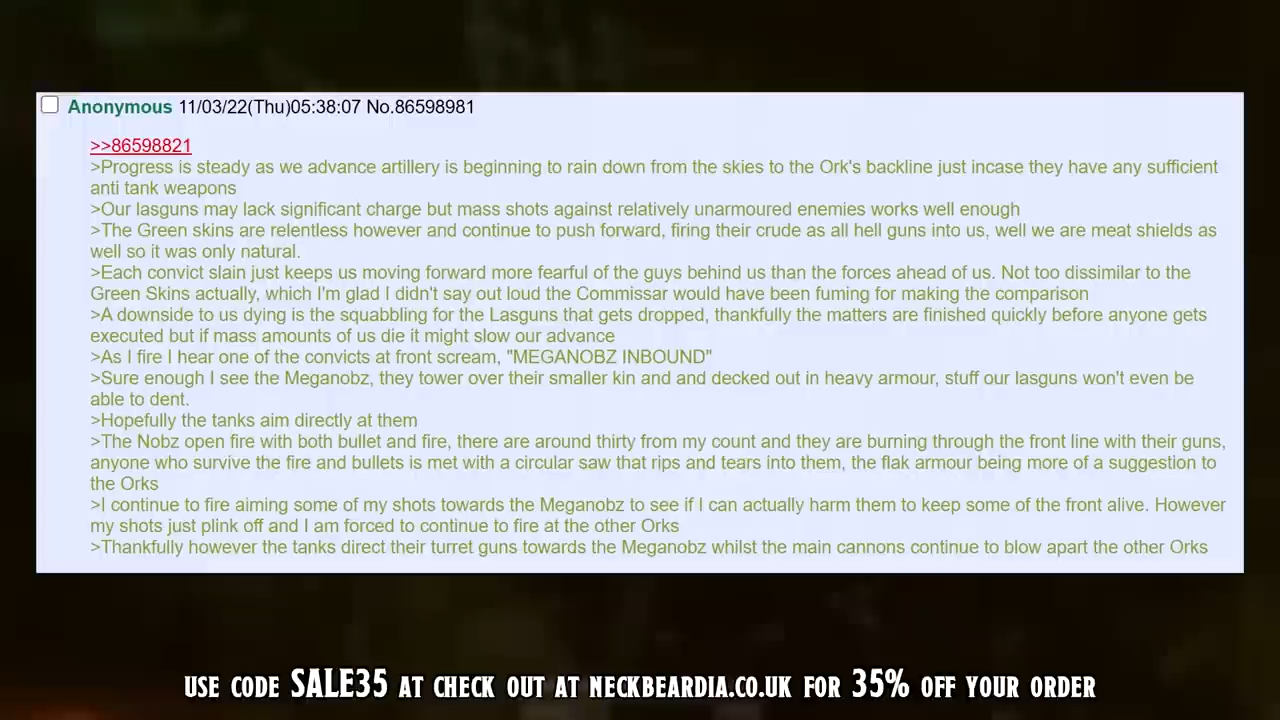 Anonymous 11/03/22(Thu)05:38:07 No.86598981
>>86598821
>Progress is steady as we advance artillery is beginning to rain down from the skies to the Ork's backline just incase they have any sufficient
anti tank weapons
>Our lasguns may lack significant charge but mass shots against relatively unarmoured enemies works well enough
>The Green skins are relentless however and continue to push forward, firing their crude as all hell guns into us, well we are meat shields as
well so it was only natural.
>Each convict slain just keeps us moving forward more fearful of the guys behind us than the forces ahead of us. Not too dissimilar to the
Green Skins actually, which I'm glad I didn't say out loud the Commissar would have been fuming for making the comparison
>A downside to us dying is the squabbling for the Lasguns that gets dropped, thankfully the matters are finished quickly before anyone gets
executed but if mass amounts of us die it might slow our advance
>As I fire I hear one of the convicts at front scream, "MEGANOBZ INBOUND"
>Sure enough I see the Meganobz, they tower over their smaller kin and and decked out in heavy armour, stuff our lasguns won't even be
able to dent.
>Hopefully the tanks aim directly at them
>The Nobz open fire with both bullet and fire, there are around thirty from my count and they are burning through the front line with their guns,
anyone who survive the fire and bullets is met with a circular saw that rips and tears into them, the flak armour being more of a suggestion to
the Orks
>I continue to fire aiming some of my shots towards the Meganobz to see if I can actually harm them to keep some of the front alive. However
my shots just plink off and I am forced to continue to fire at the other Orks
>Thankfully however the tanks direct their turret guns towards the Meganobz whilst the main cannons continue to blow apart the other Orks
USE CODE SALE35 AT CHECK OUT AT NECKBEARDIA.CO.UK FOR 35% OFF YOUR ORDER